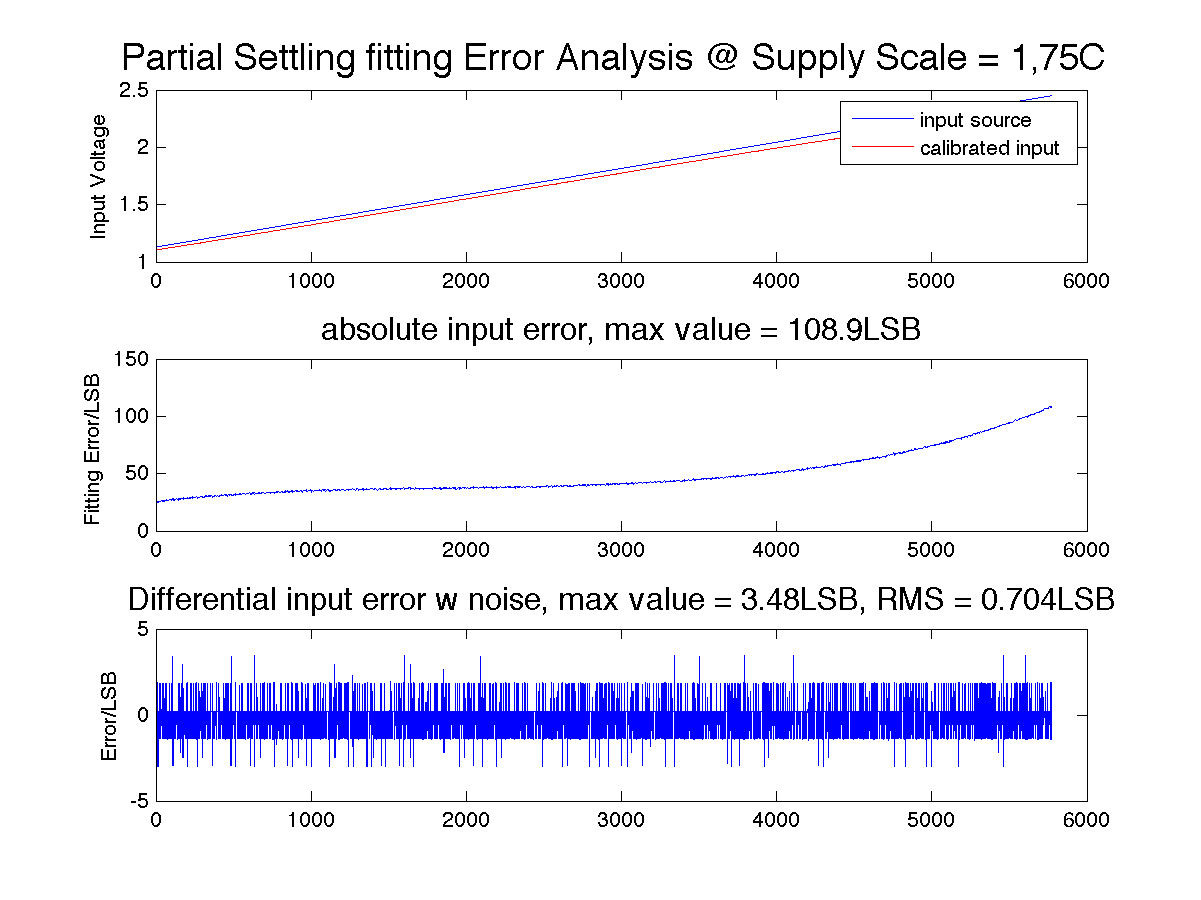 Partial Settling fitting Error Analysis @ Supply Scale = 1,75C
2.5
2
1.5
1
Input Voltage
input source
calibrated input
0 1000 2000 3000 4000 5000 6000
absolute input error, max value = 108.9LSB
150
100
50
0
Fitting Error/LSB
0 1000 2000 3000 4000 5000 6000
Differential input error w noise, max value = 3.48LSB, RMS = 0.704LSB
5
0
-5
Error/LSB
0 1000 2000 3000 4000 5000 6000